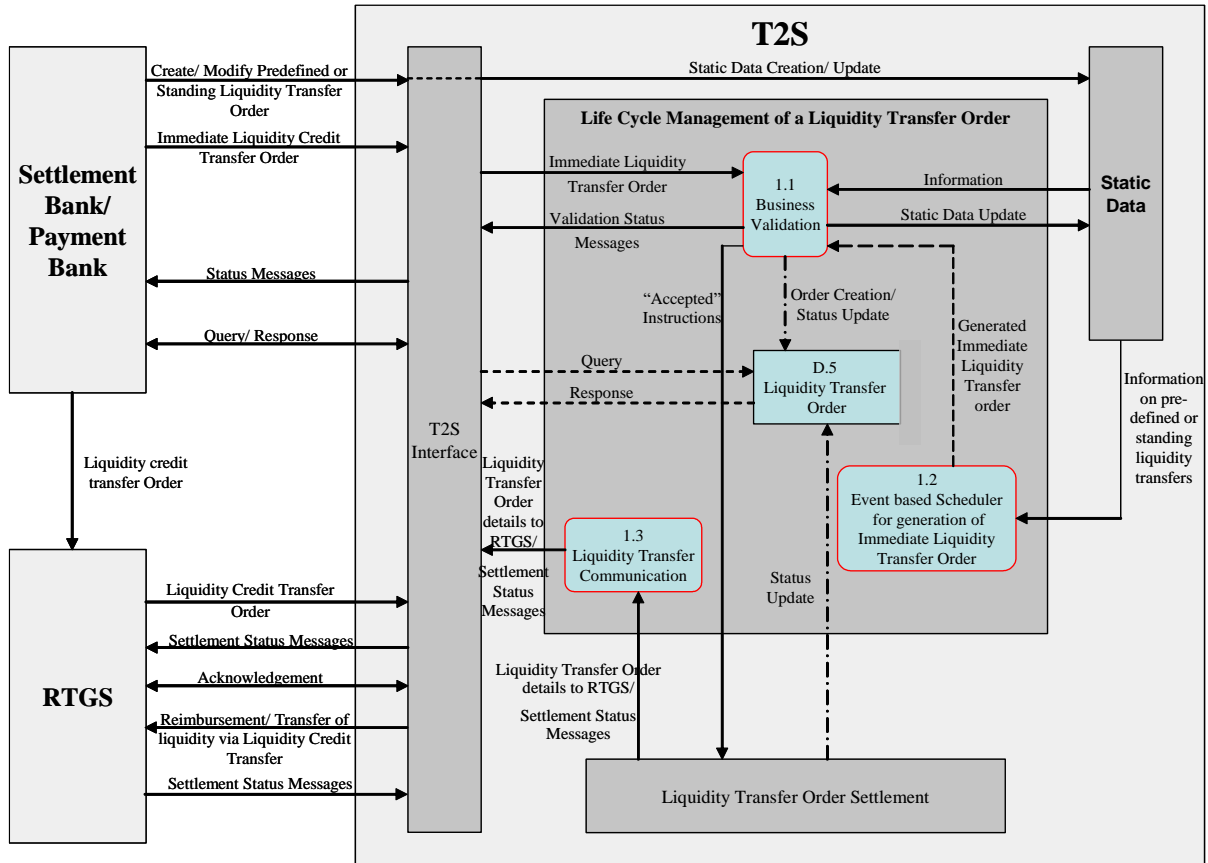 T2S
Settlement
Bank/
Payment
Bank
Create/ Modify Predefined or
Standing Liquidity Transfer
Order
Immediate Liquidity Credit
Transfer Order
Status Messages
Query/ Response
Liquidity credit
transfer Order
RTGS
Liquidity Credit Transfer
Order
Settlement Status Messages
Acknowledgement
Reimbursement/ Transfer of
liquidity via Liquidity Credit
Transfer
Settlement Status Messages
T2S
Interface
Static Data Creation/ Update
Life Cycle Management of a Liquidity Transfer Order
Immediate Liquidity
Transfer Order
Validation Status
Messages
1.1
Business
Validation
Information
Static Data Update
Static
Data
“Accepted”
Instructions
Order Creation/
Status Update
Generated
Immediate
Liquidity
Transfer
order
Query
Response
D.5
Liquidity Transfer
Order
Information
on pre-
defined or
standing
liquidity
transfers
Liquidity
Transfer
Order
details to
RTGS/
Settlement
Status
Messages
1.3
Liquidity Transfer
Communication
1.2
Event based Scheduler
for generation of
Immediate Liquidity
Transfer Order
Status
Update
Liquidity Transfer Order
details to RTGS/
Settlement Status
Messages
Liquidity Transfer Order Settlement